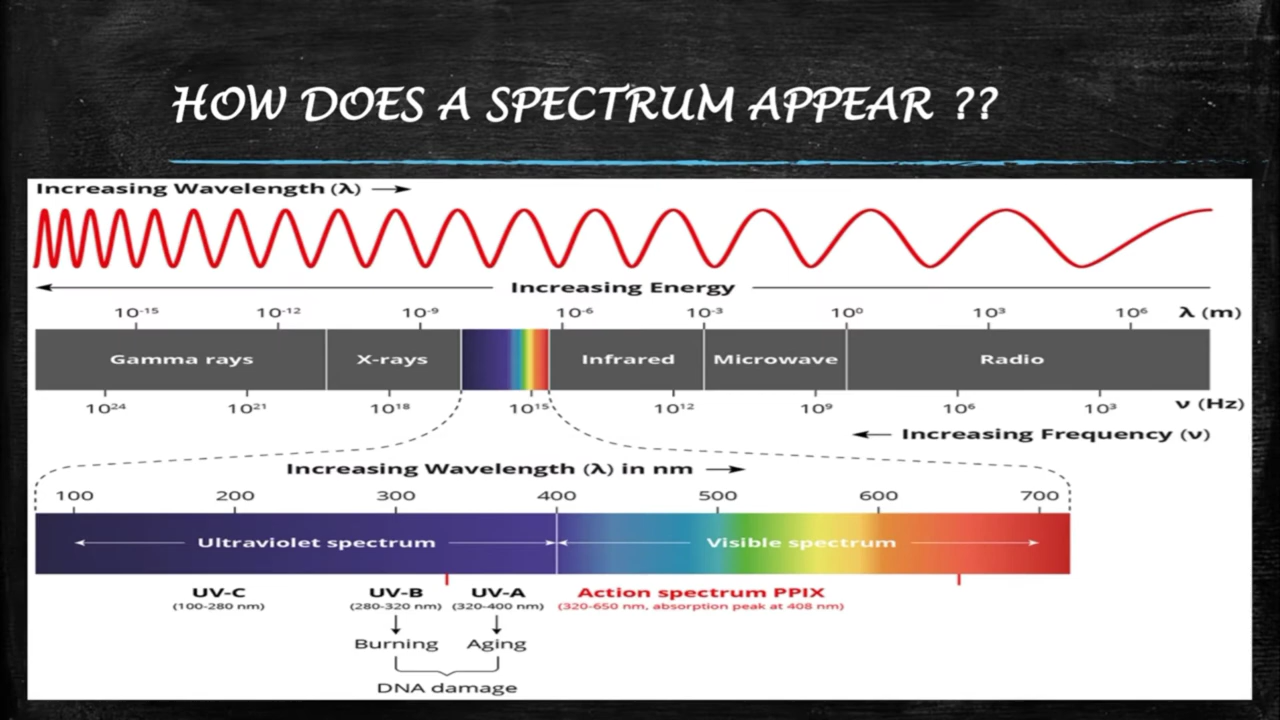 HOW DOES A SPECTRUM APPEAR ??
Increasing Wavelength (λ)
Increasing Energy
10⁻¹⁵ 10⁻¹² 10⁻⁹ 10⁻⁶ 10⁻³ 10⁰ 10³ 10⁶ λ (m)
Gamma rays X-rays Infrared Microwave Radio
10²⁴ 10²¹ 10¹⁸ 10¹⁵ 10¹² 10⁹ 10⁶ 10³ ν (Hz)
Increasing Frequency (ν)
Increasing Wavelength (λ) in nm
100 200 300 400 500 600 700
Ultraviolet spectrum Visible spectrum
UV-C UV-B UV-A Action spectrum PPIX
(100-280 nm) (280-320 nm) (320-400 nm) (320-650 nm, absorption peak at 408 nm)
Burning Aging
DNA damage